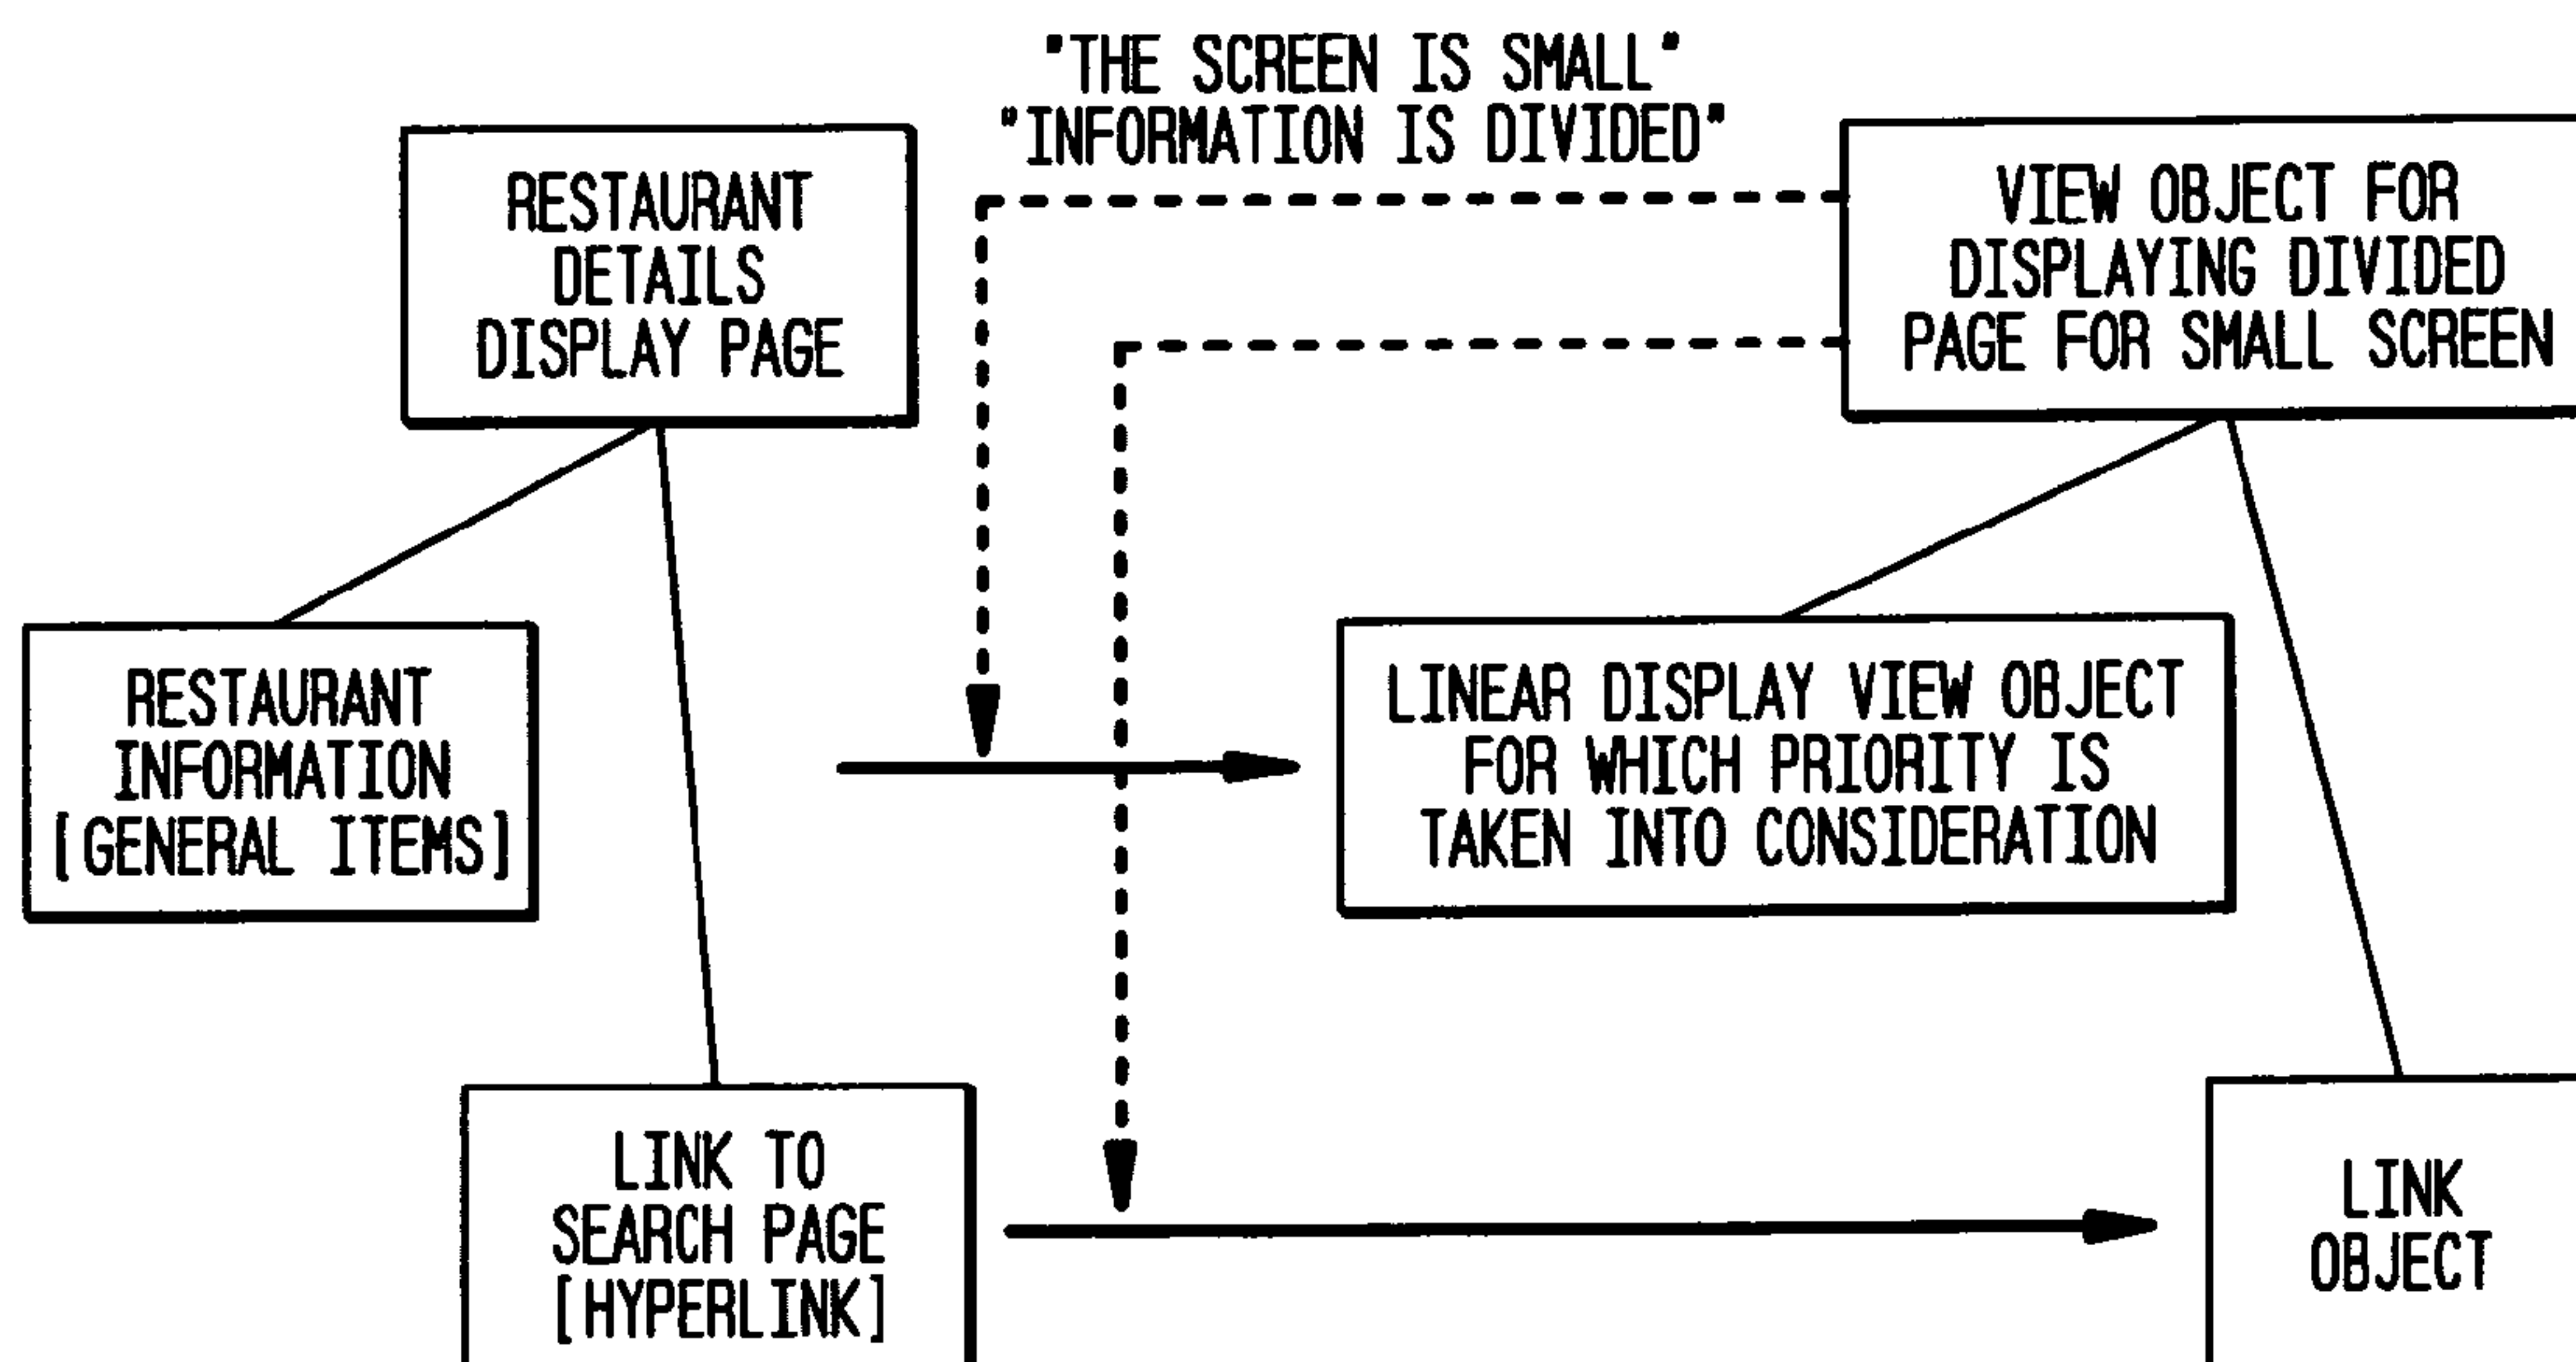 "THE SCREEN IS SMALL"
"INFORMATION IS DIVIDED"
RESTAURANT
DETAILS
DISPLAY PAGE
VIEW OBJECT FOR
DISPLAYING DIVIDED
PAGE FOR SMALL SCREEN
RESTAURANT
INFORMATION
[GENERAL ITEMS]
LINEAR DISPLAY VIEW OBJECT
FOR WHICH PRIORITY IS
TAKEN INTO CONSIDERATION
LINK TO
SEARCH PAGE
[HYPERLINK]
LINK
OBJECT